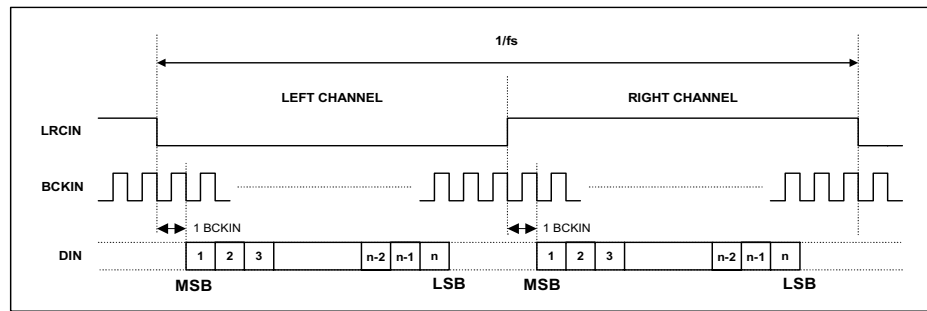 1/fs
LEFT CHANNEL RIGHT CHANNEL
LRCIN
BCKIN
1 BCKIN 1 BCKIN
DIN 1 2 3 n-2 n-1 n 1 2 3 n-2 n-1 n
MSB LSB MSB LSB